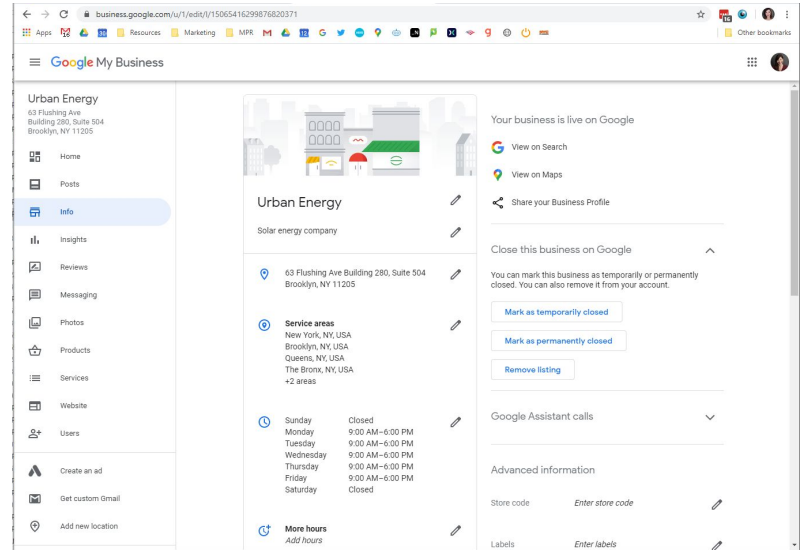 business.google.com/u/1/edit/l/15065416299876820371
Apps
Resources
Marketing
MPR
Other bookmarks
Google My Business
Urban Energy
63 Flushing Ave
Building 280, Suite 504
Brooklyn, NY 11205
Home
Posts
Info
Insights
Reviews
Messaging
Photos
Products
Services
Website
Users
Create an ad
Get custom Gmail
Add new location
Urban Energy
Solar energy company
63 Flushing Ave Building 280, Suite 504
Brooklyn, NY 11205
Service areas
New York, NY, USA
Brooklyn, NY, USA
Queens, NY, USA
The Bronx, NY, USA
+2 areas
Sunday Closed
Monday 9:00 AM–6:00 PM
Tuesday 9:00 AM–6:00 PM
Wednesday 9:00 AM–6:00 PM
Thursday 9:00 AM–6:00 PM
Friday 9:00 AM–6:00 PM
Saturday Closed
More hours
Add hours
Your business is live on Google
View on Search
View on Maps
Share your Business Profile
Close this business on Google
You can mark this business as temporarily or permanently
closed. You can also remove it from your account.
Mark as temporarily closed
Mark as permanently closed
Remove listing
Google Assistant calls
Advanced information
Store code Enter store code
Labels Enter labels